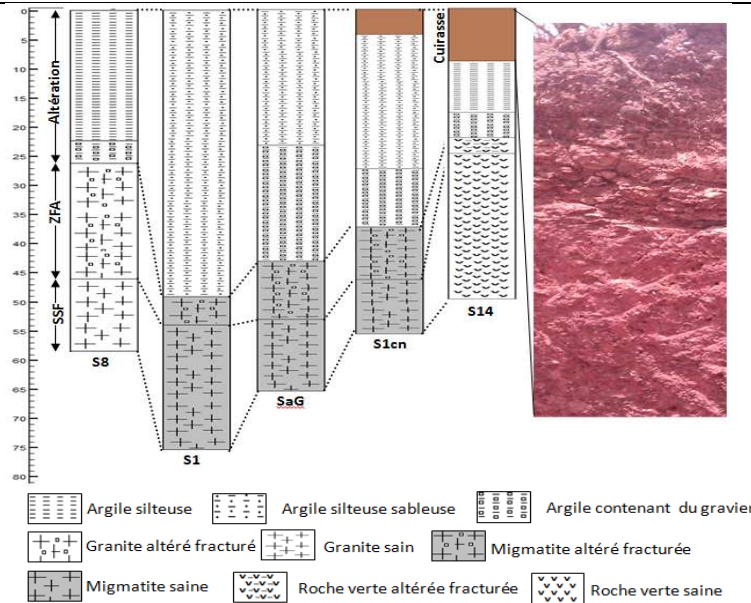 0
5
10
15
20
25
30
35
40
45
50
55
60
65
70
75
80
Altération
ZFA
SSF
Cuirasse
S8
S1
SaG
S1cn
S14
Argile silteuse
Argile silteuse sableuse
Argile contenant du gravier
Granite altéré fracturé
Granite sain
Migmatite altéré fracturée
Migmatite saine
Roche verte altérée fracturée
Roche verte saine